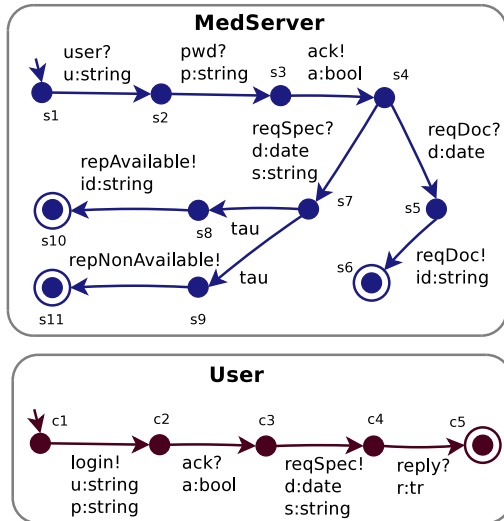 MedServer
user?
u:string
pwd?
p:string
ack!
a:bool
s1
s2
s3
s4
reqSpec?
d:date
s:string
reqDoc?
d:date
repAvailable!
id:string
s10
s8
s7
s5
tau
repNonAvailable!
tau
s6
reqDoc!
id:string
s11
s9
User
c1
c2
c3
c4
c5
login!
u:string
p:string
ack?
a:bool
reqSpec!
d:date
s:string
reply?
r:tr